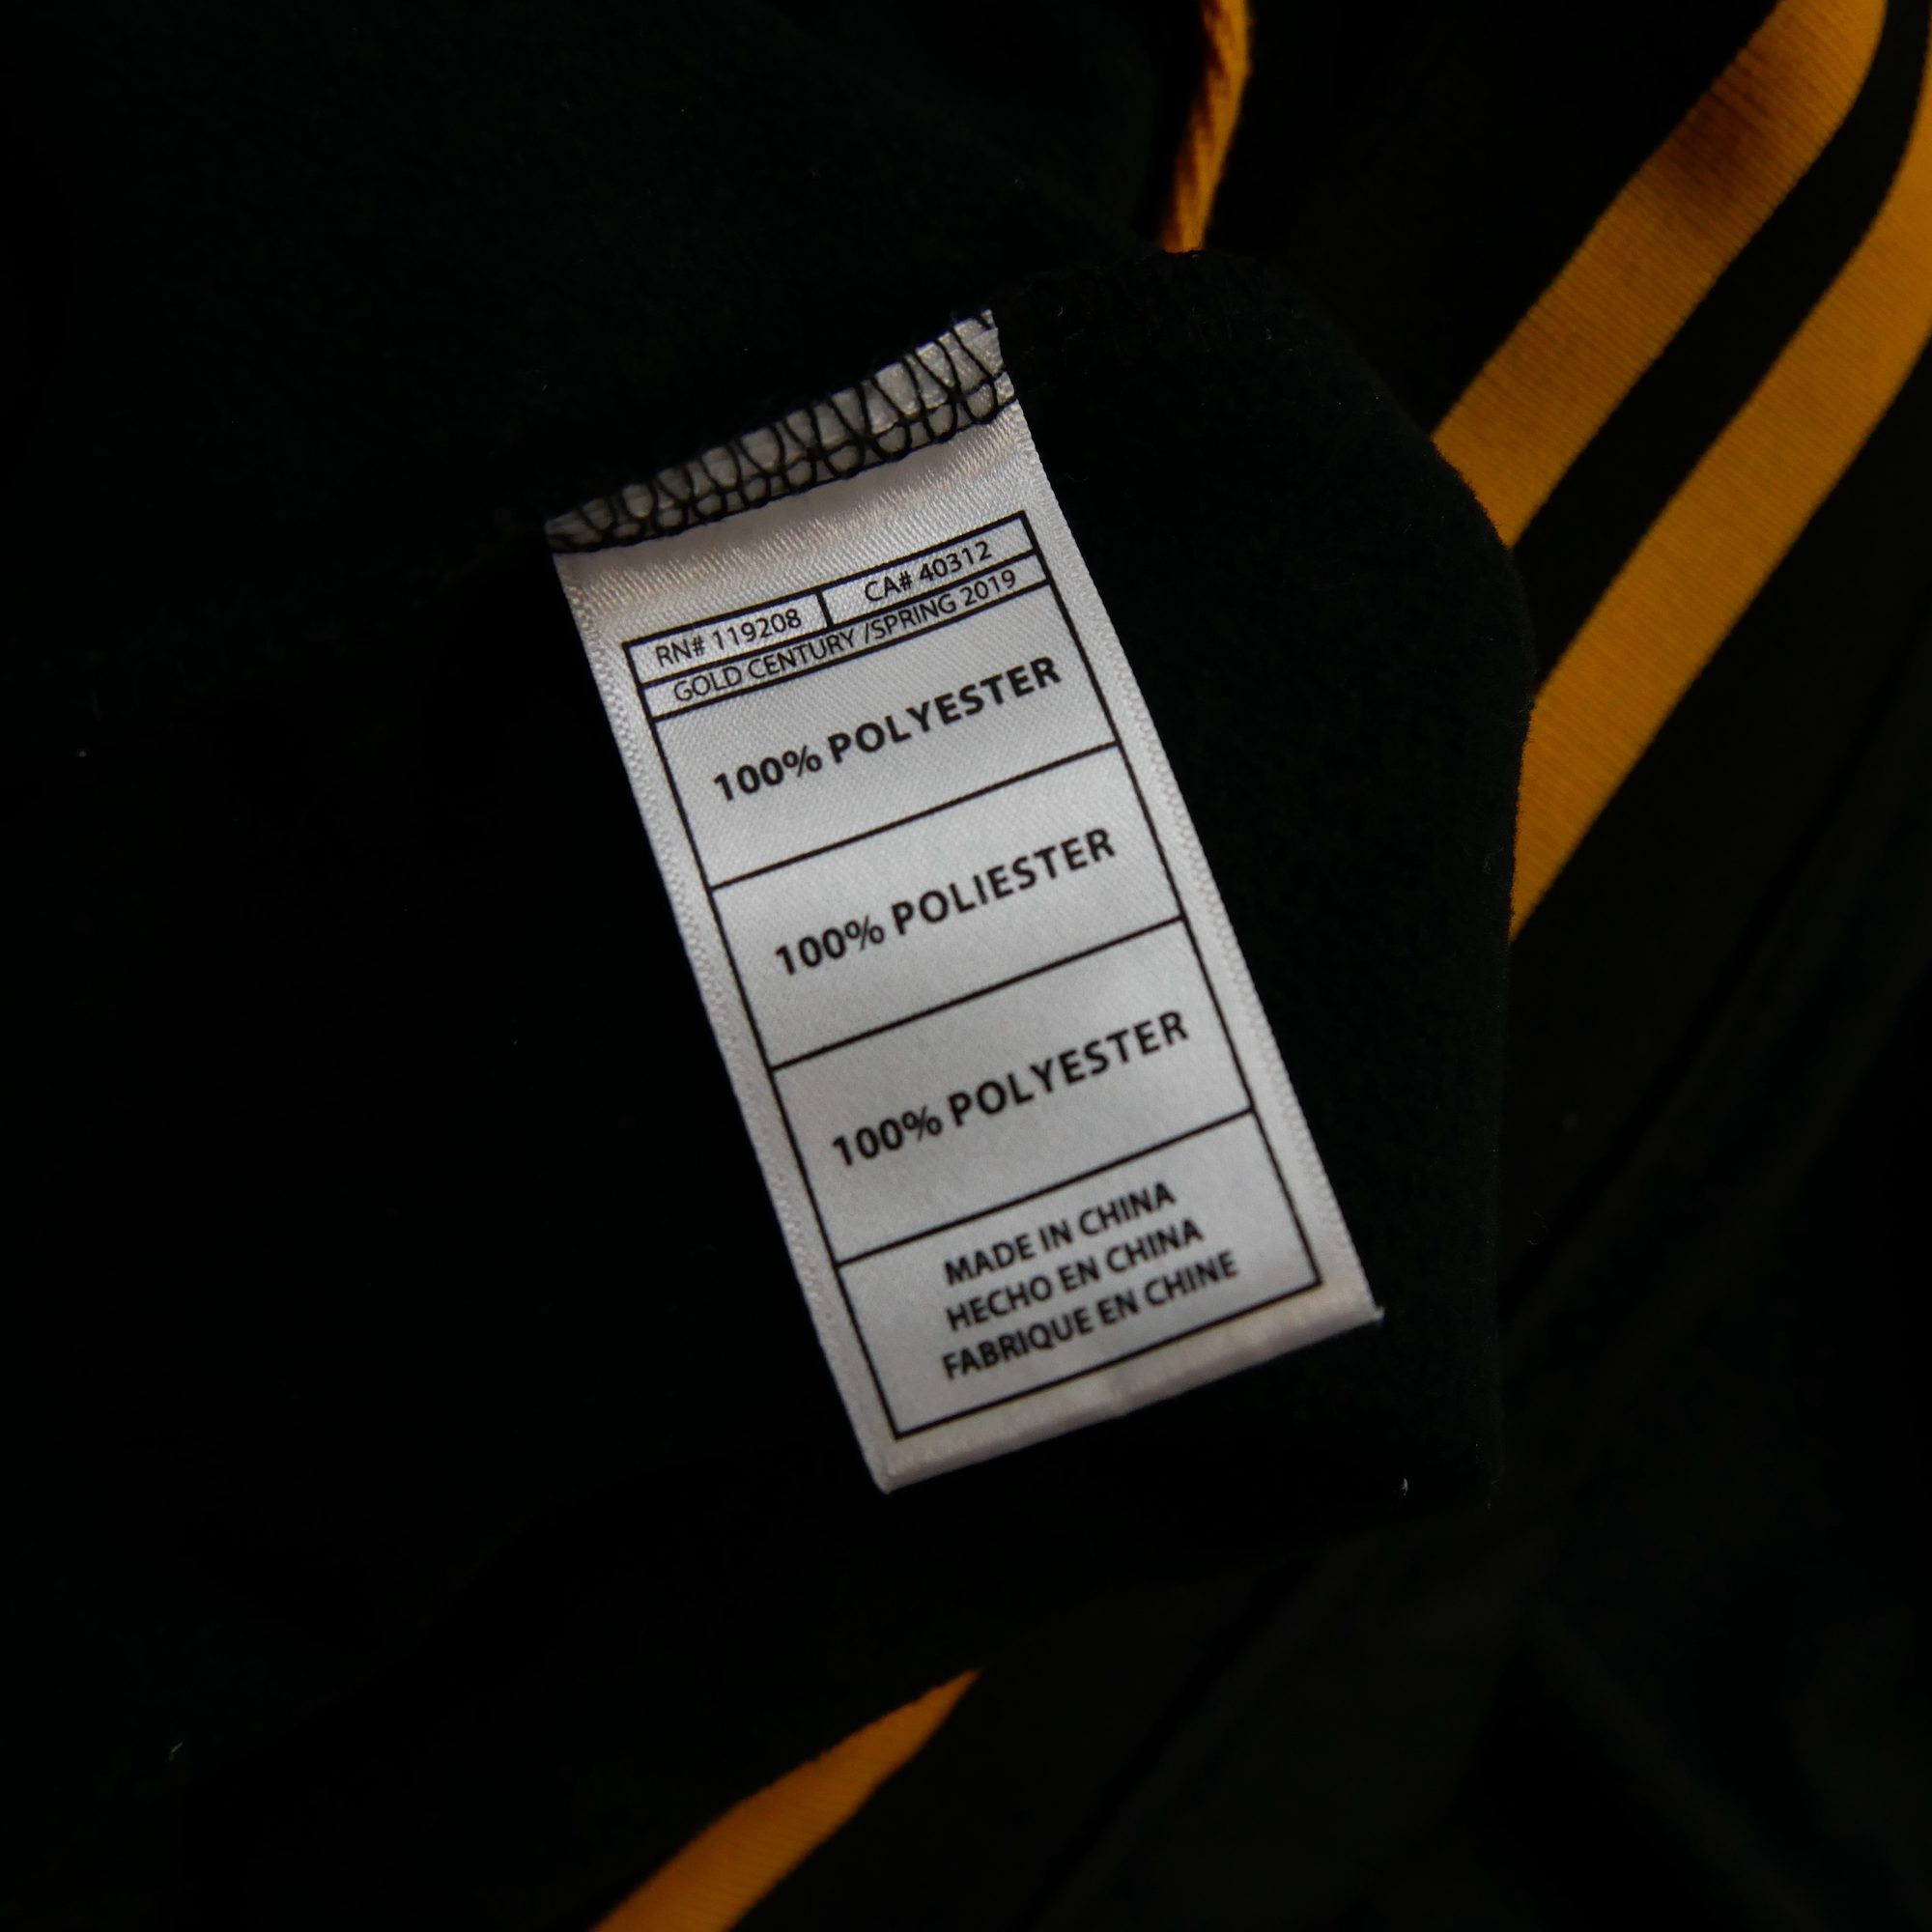 RN# 119208 CA# 40312
GOLD CENTURY /SPRING 2019
100% POLYESTER
100% POLIESTER
100% POLYESTER
MADE IN CHINA
HECHO EN CHINA
FABRIQUE EN CHINE